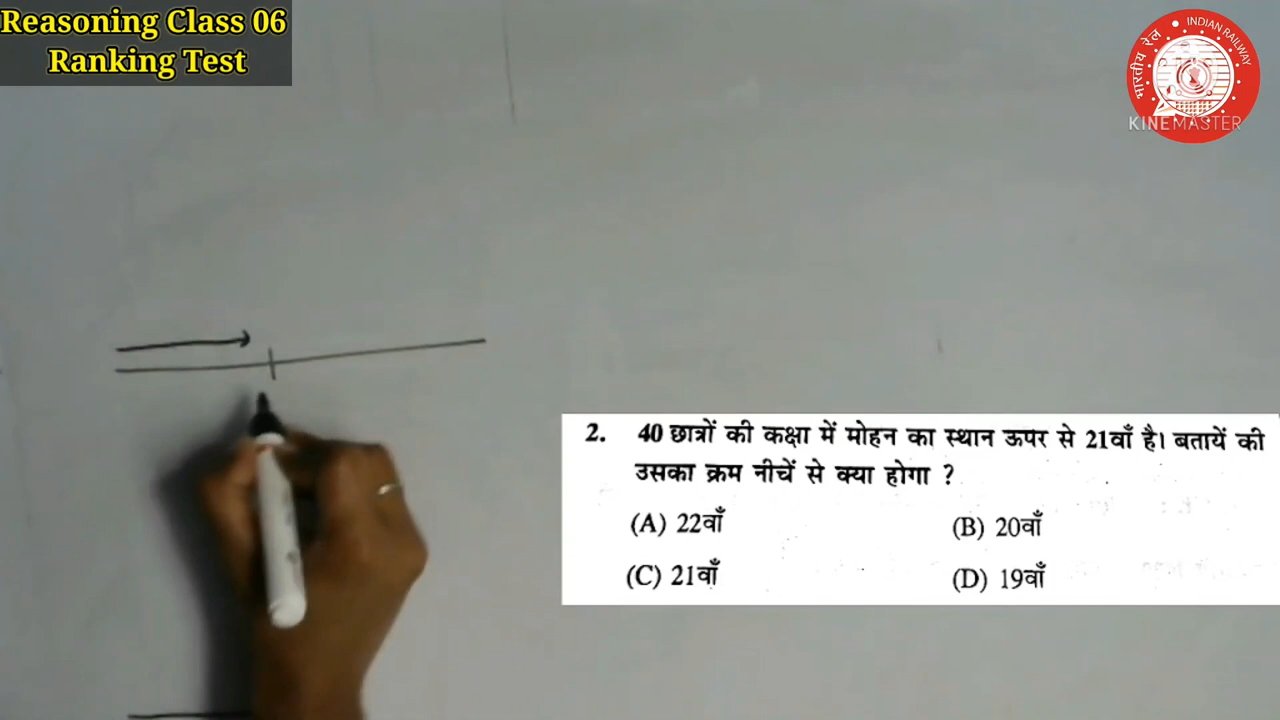 Reasoning Class 06
Ranking Test
भारतीय रेल
INDIAN RAILWAY
KINEMASTER
2. 40 छात्रों की कक्षा में मोहन का स्थान ऊपर से 21वाँ है। बतायें की
उसका क्रम नीचें से क्या होगा ?
(A) 22वाँ (B) 20वाँ
(C) 21वाँ (D) 19वाँ